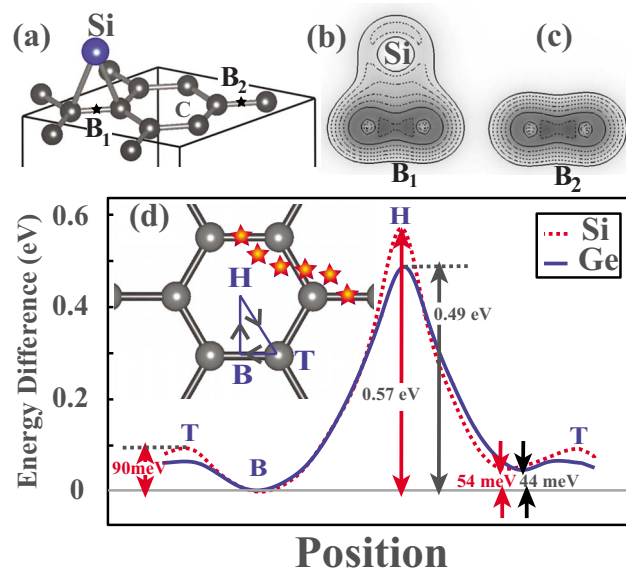 (a)
Si
B2
C
B1
(b)
Si
B1
(c)
B2
(d)
Energy Difference (eV)
0.6
0.4
0.2
0
H
Si
Ge
H
B
T
0.49 eV
0.57 eV
T
B
T
90meV
54 meV
44 meV
Position